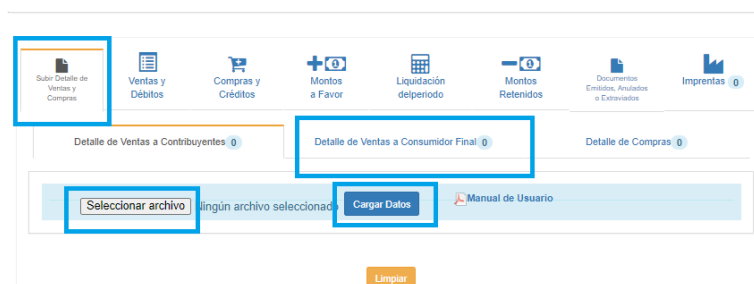 Subir Detalle de
Ventas y
Compras
Ventas y
Débitos
Compras y
Créditos
Montos
a Favor
Liquidación
delperiodo
Montos
Retenidos
Documentos
Emitidos, Anulados
o Extraviados
Imprentas 0
Detalle de Ventas a Contribuyentes 0
Detalle de Ventas a Consumidor Final 0
Detalle de Compras 0
Seleccionar archivo Ningún archivo seleccionado
Cargar Datos
Manual de Usuario
Limpiar